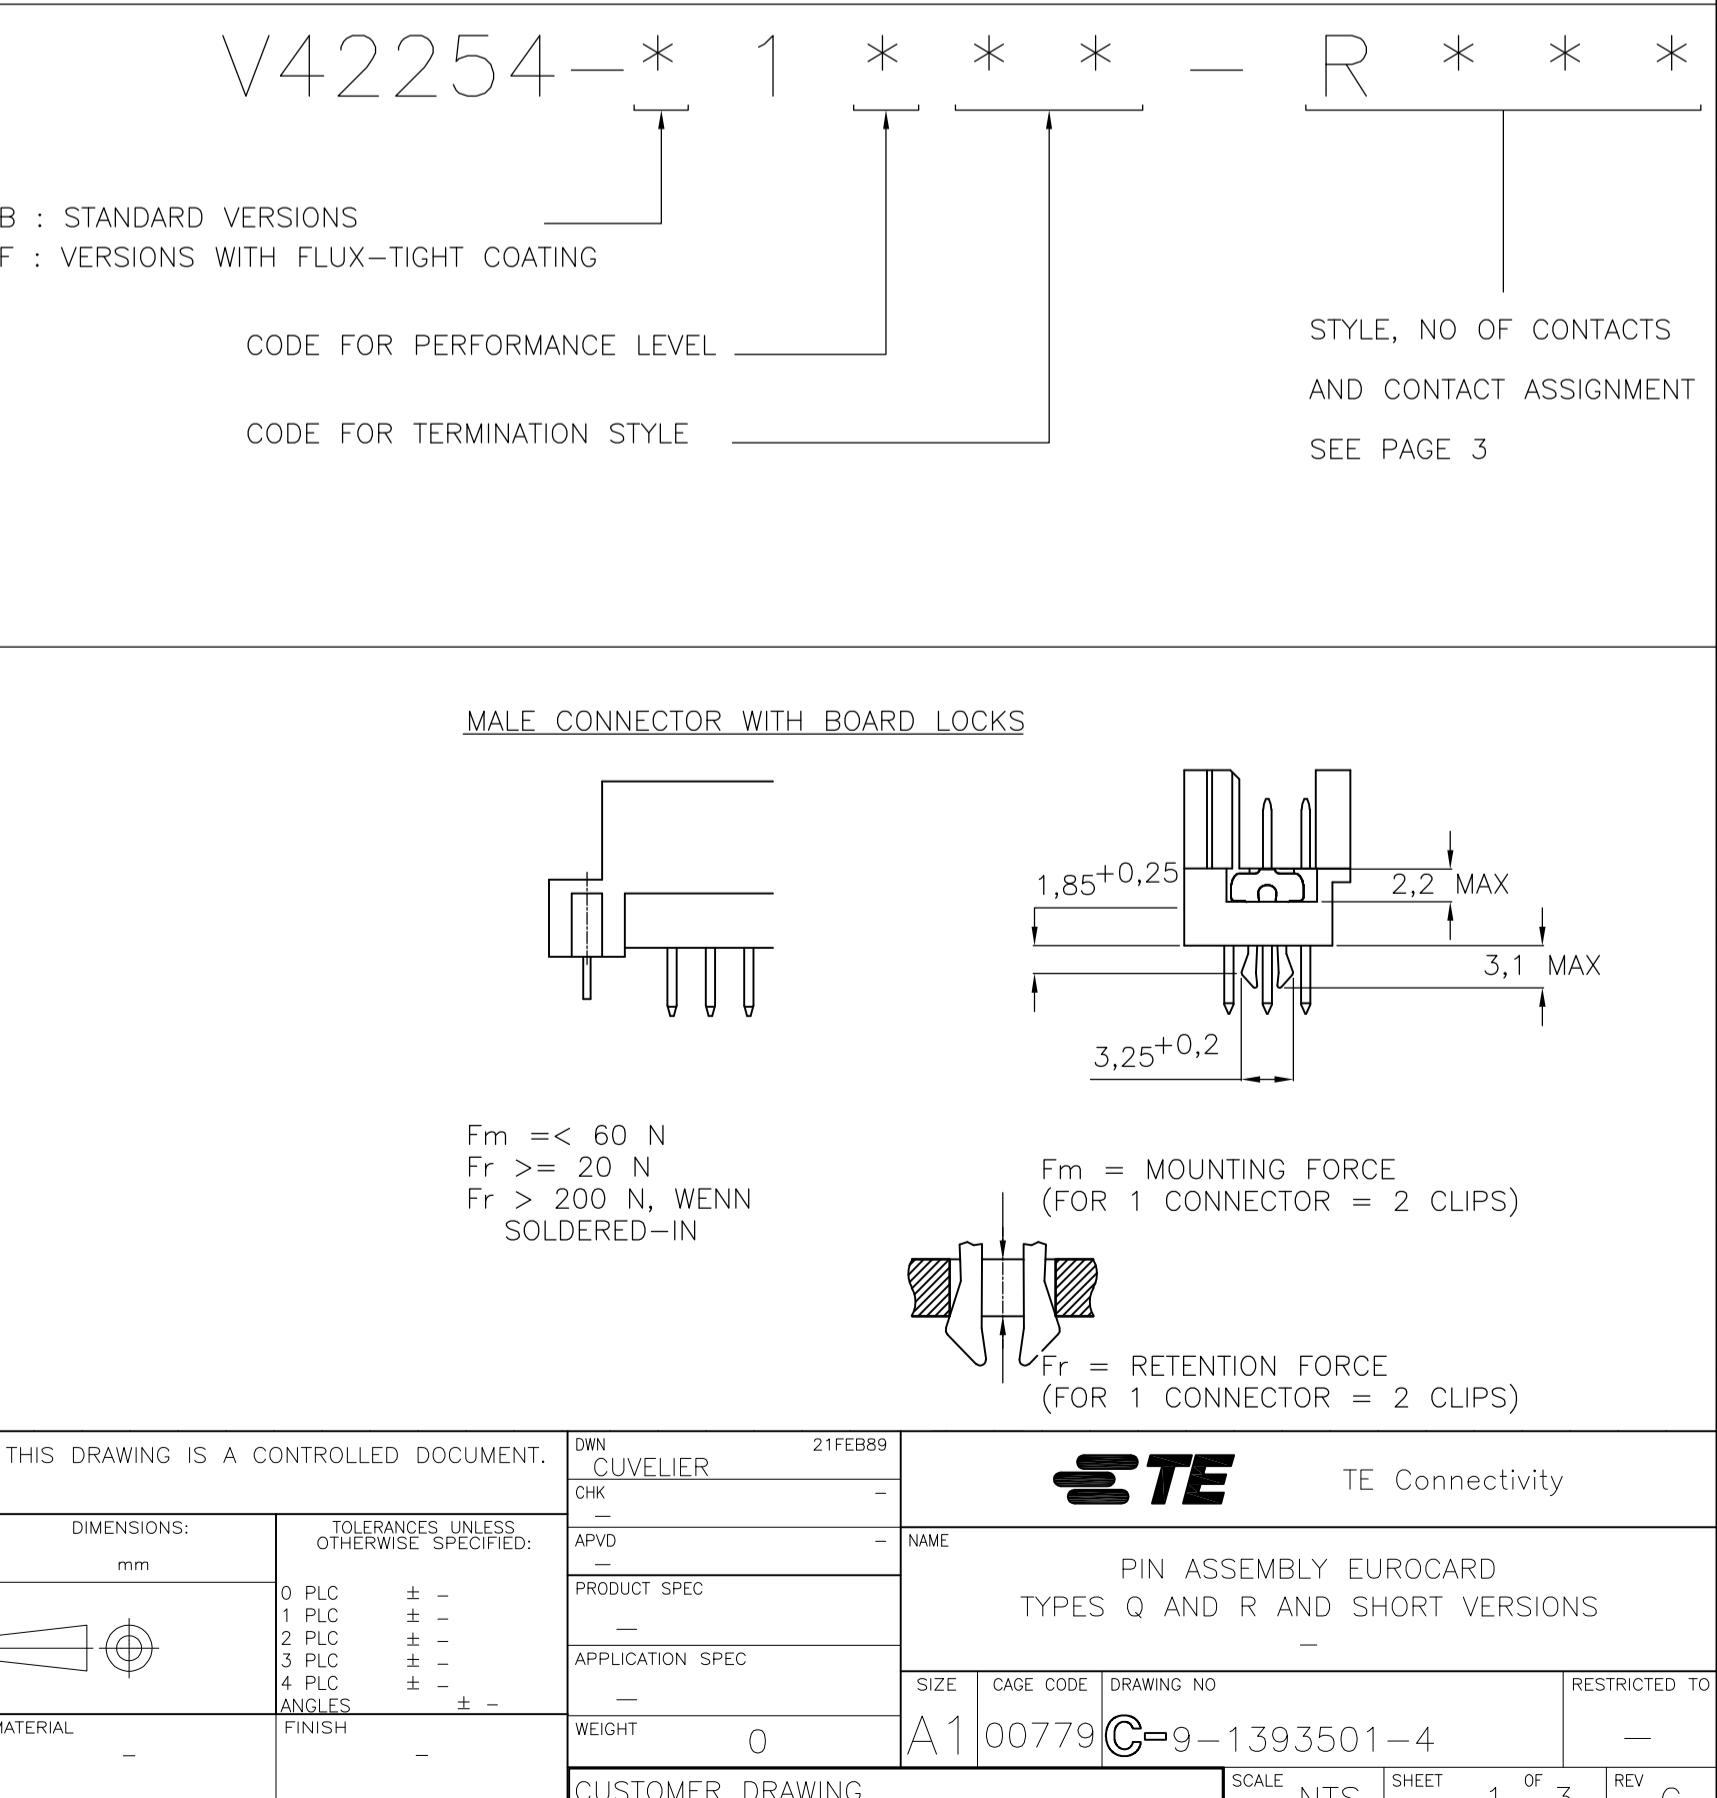 V42254-* 1 * * * - R * * *
B : STANDARD VERSIONS
F : VERSIONS WITH FLUX-TIGHT COATING
CODE FOR PERFORMANCE LEVEL
CODE FOR TERMINATION STYLE
STYLE, NO OF CONTACTS
AND CONTACT ASSIGNMENT
SEE PAGE 3
MALE CONNECTOR WITH BOARD LOCKS
1,85+0,25
2,2 MAX
3,1 MAX
3,25+0,2
Fm =< 60 N
Fr >= 20 N
Fr > 200 N, WENN
SOLDERED-IN
Fm = MOUNTING FORCE
(FOR 1 CONNECTOR = 2 CLIPS)
Fr = RETENTION FORCE
(FOR 1 CONNECTOR = 2 CLIPS)
THIS DRAWING IS A CONTROLLED DOCUMENT.
DIMENSIONS:
mm
TOLERANCES UNLESS
OTHERWISE SPECIFIED:
0 PLC ± -
1 PLC ± -
2 PLC ± -
3 PLC ± -
4 PLC ± -
ANGLES ± -
MATERIAL
-
FINISH
-
DWN 21FEB89
CUVELIER
CHK -
-
APVD -
-
PRODUCT SPEC
-
APPLICATION SPEC
-
WEIGHT 0
CUSTOMER DRAWING
TE TE Connectivity
NAME
PIN ASSEMBLY EUROCARD
TYPES Q AND R AND SHORT VERSIONS
-
SIZE CAGE CODE DRAWING NO RESTRICTED TO
A1 00779 C-9-1393501-4 -
SCALE NTS SHEET 1 OF 3 REV